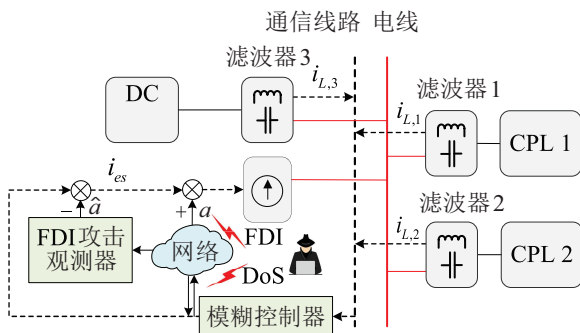 通信线路 电线
滤波器3
DC
i_{L,3}
滤波器1
i_{L,1}
CPL 1
i_{es}
− â
+ a
FDI攻击
观测器
网络
FDI
DoS
滤波器2
i_{L,2}
CPL 2
模糊控制器